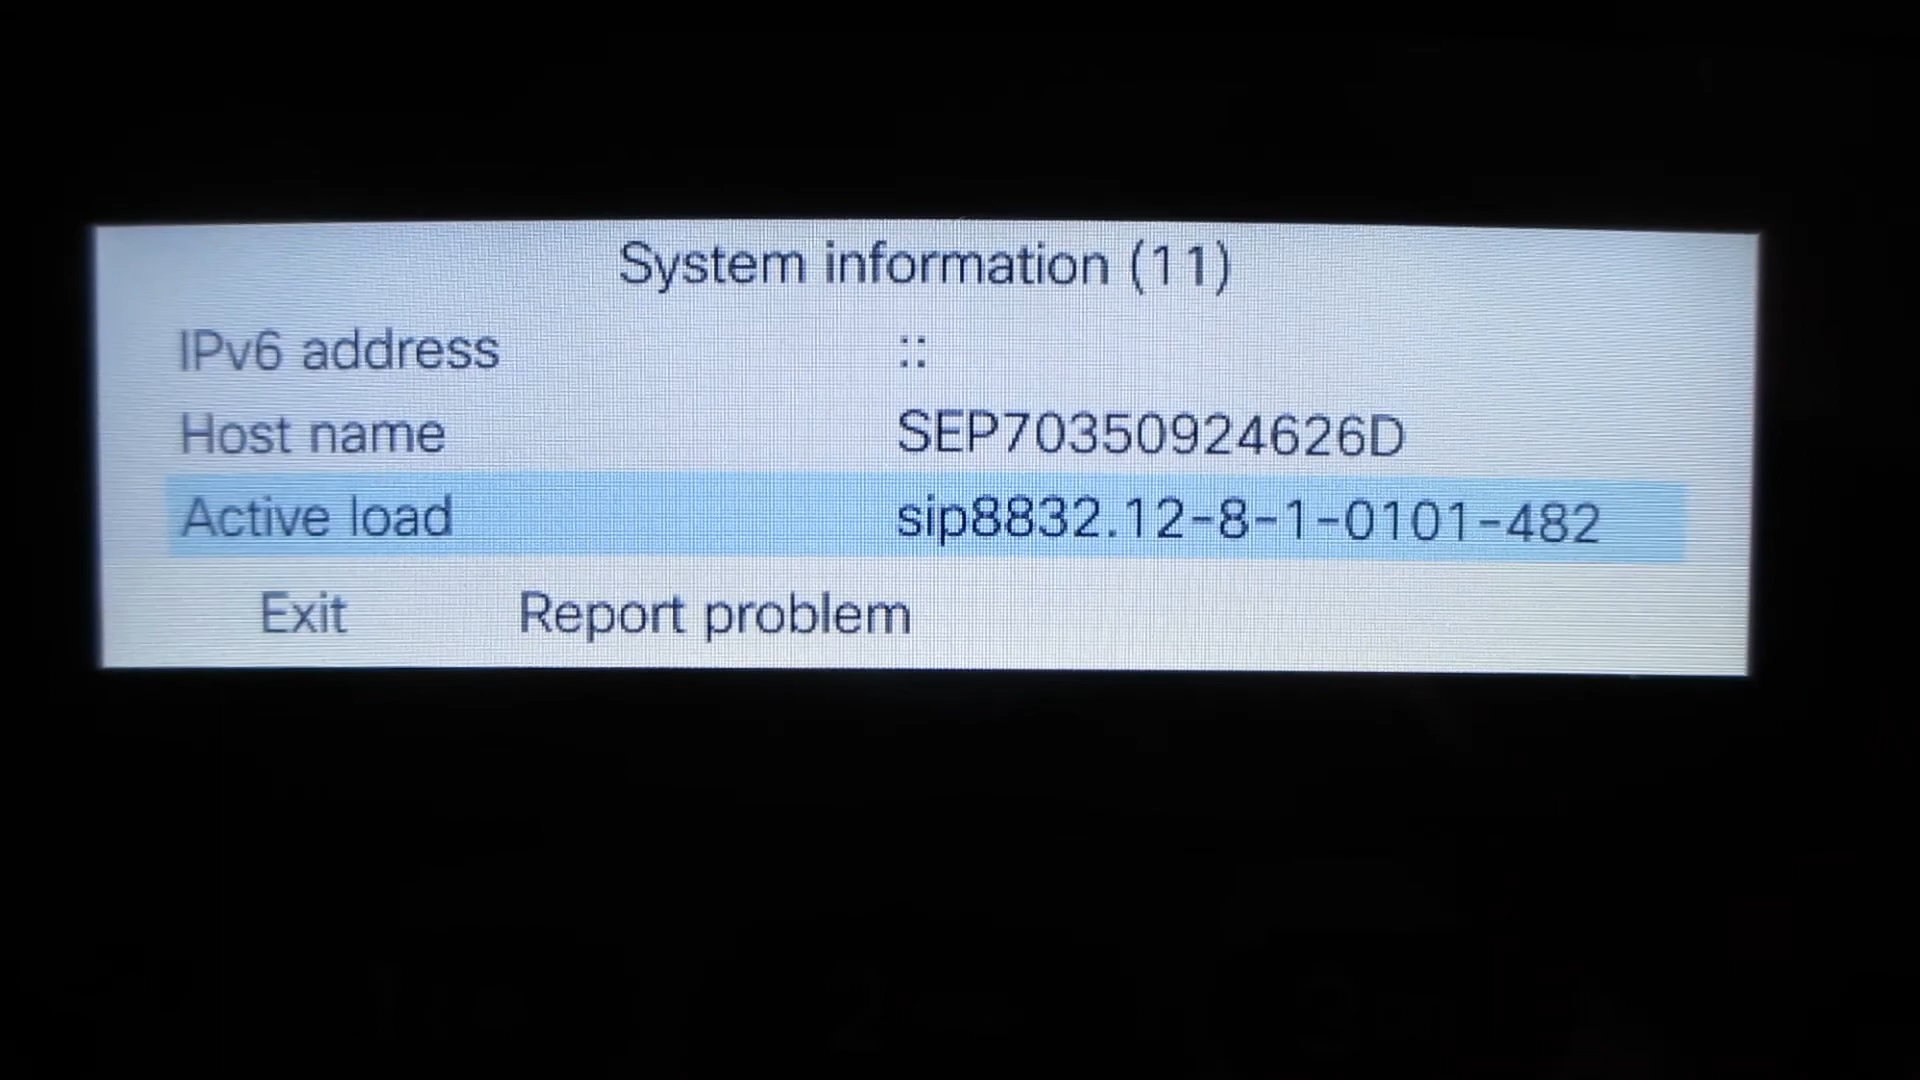 System information (11)
IPv6 address ::
Host name SEP70350924626D
Active load sip8832.12-8-1-0101-482
Exit Report problem